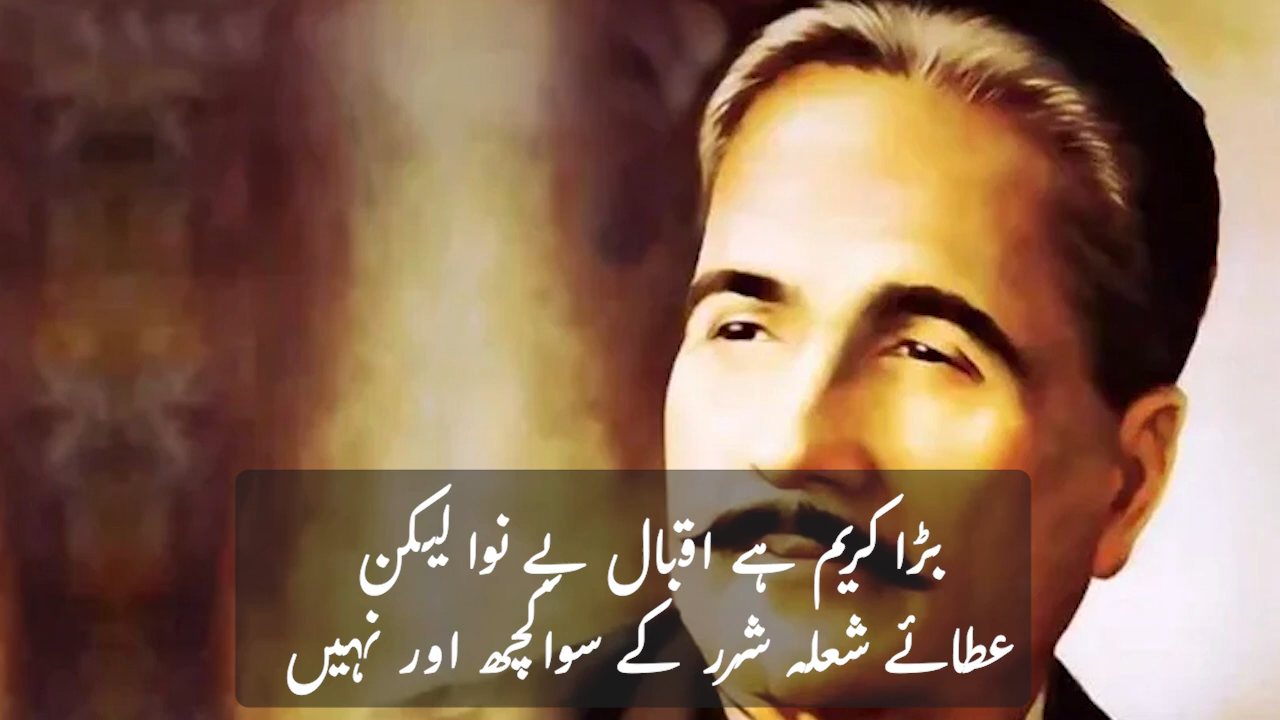 بڑا کریم ہے اقبال بے نوا لیکن
عطائے شعلہ شرر کے سوا کچھ اور نہیں